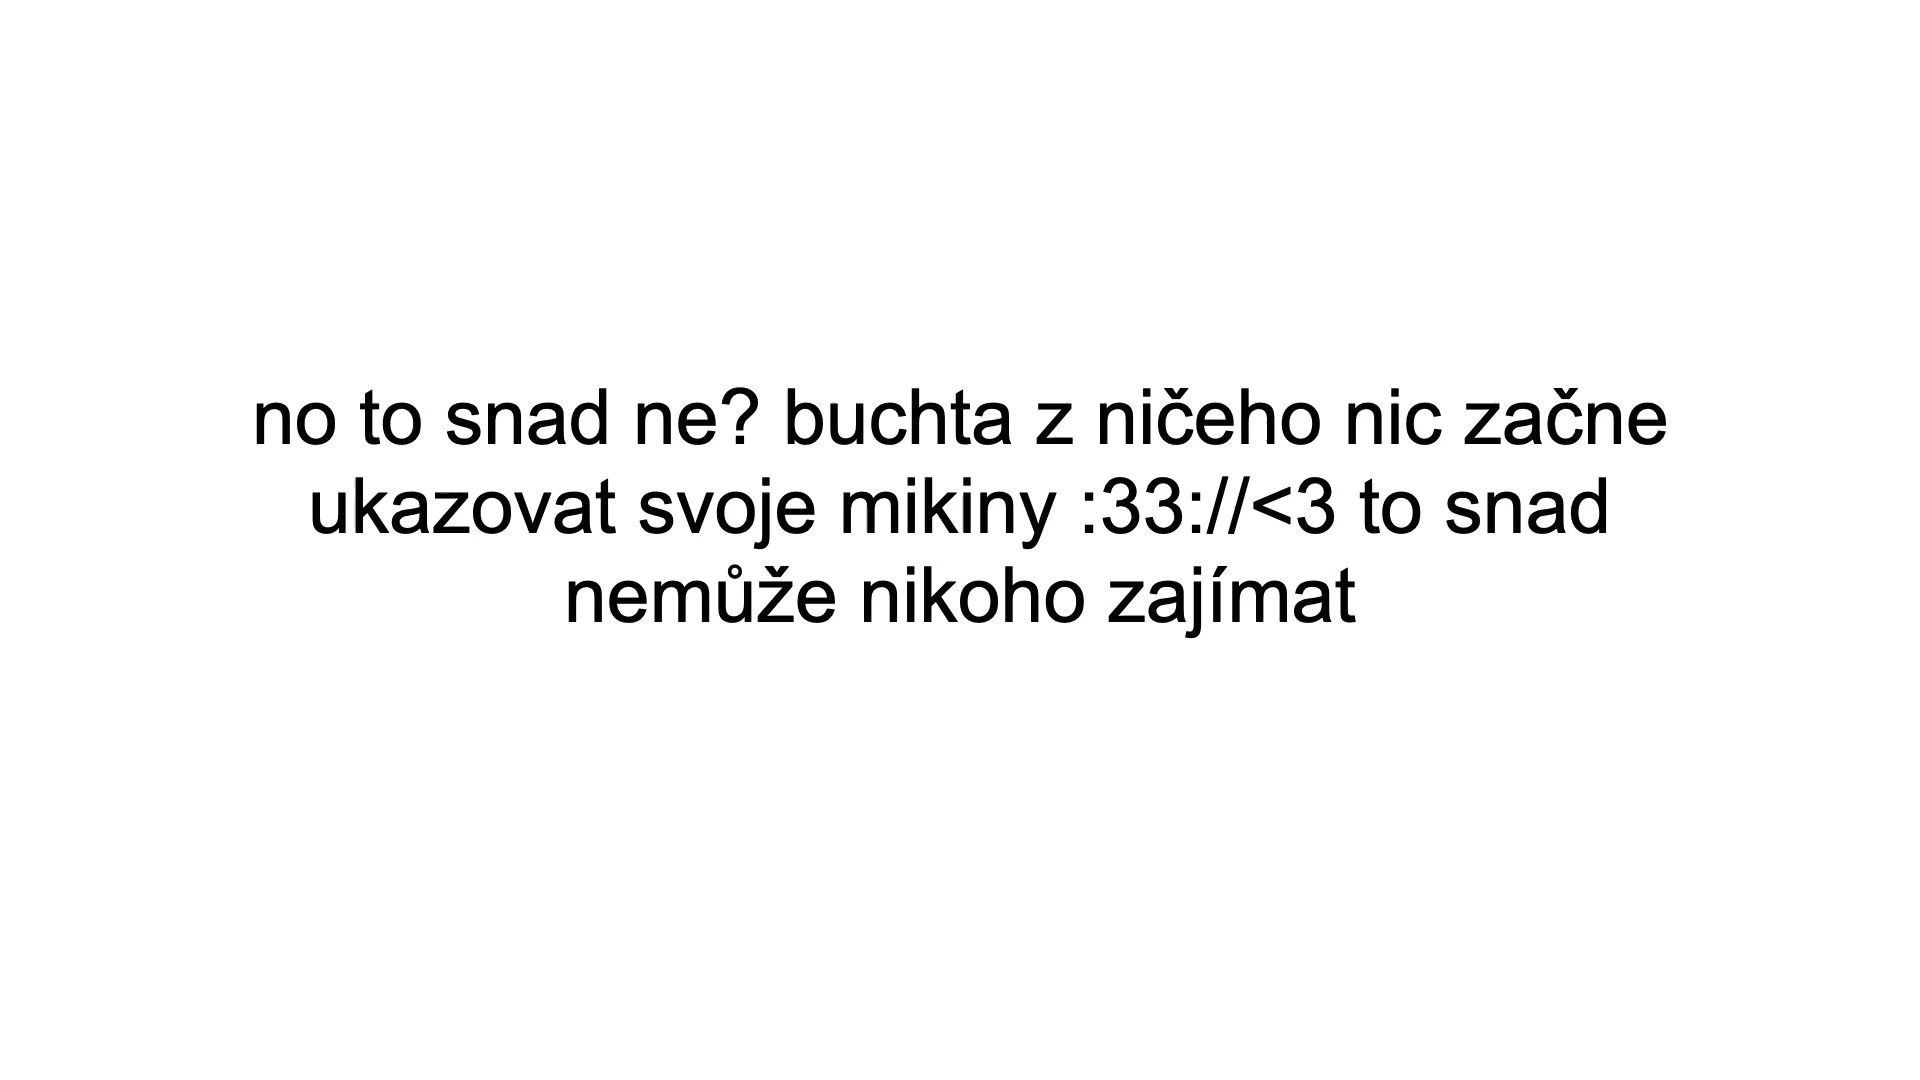 no to snad ne? buchta z ničeho nic začne
ukazovat svoje mikiny :33://<3 to snad
nemůže nikoho zajímat